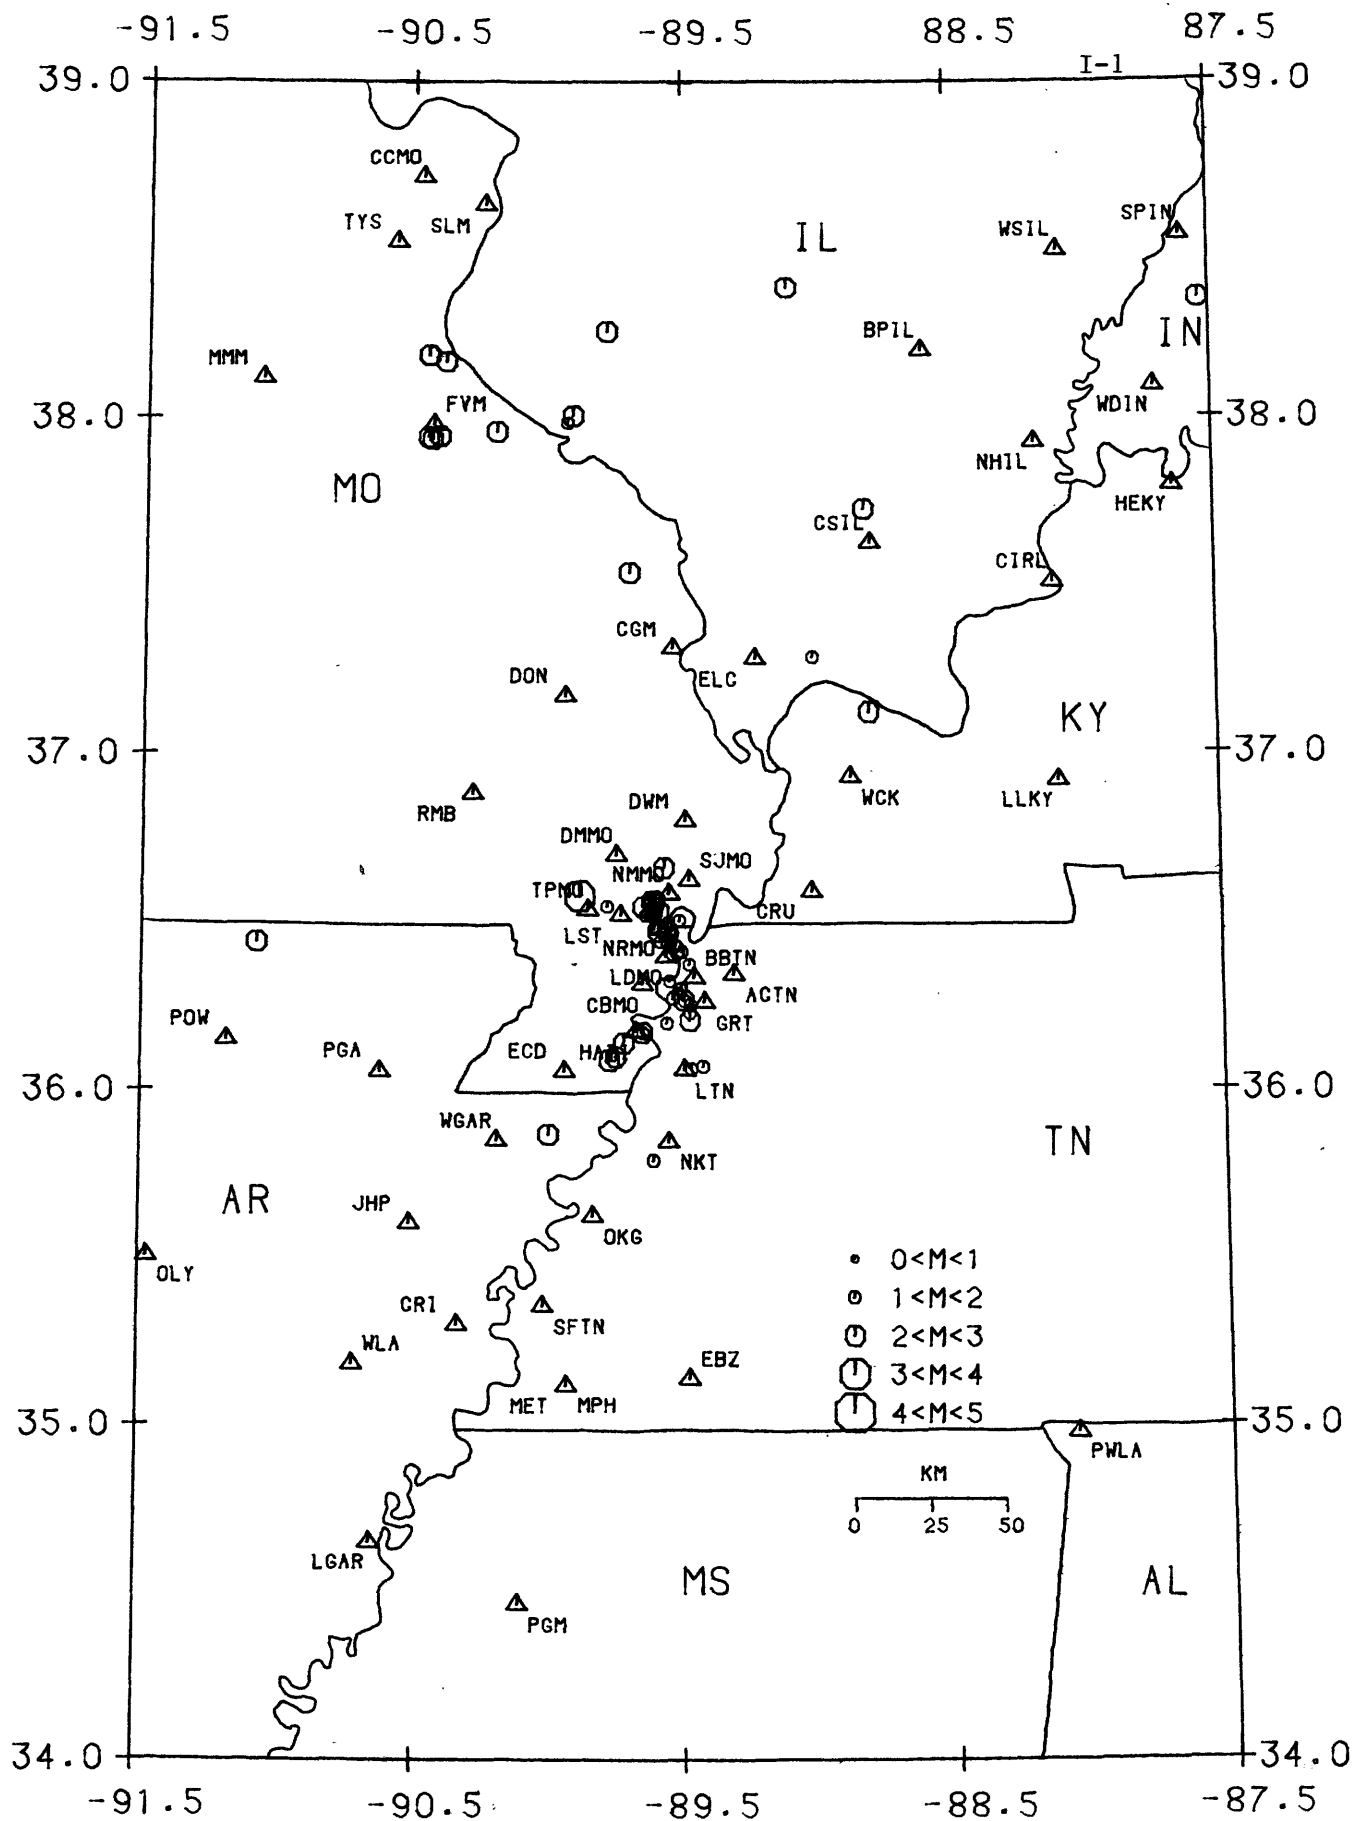 -91.5 -90.5 -89.5 88.5 87.5
I-1
39.0 39.0
CCMO
TYS SLM
SPIN
WSIL
IL
BPIL
IN
MMM
FVM
WDIN
38.0 38.0
NHIL
MO
HEKY
CSIL
CIRL
CGM
DON ELC
KY
37.0 37.0
WCK LLKY
RMB DWM
DMMO SJMO
NMMO
TPMO
CRU
LST NRMO BBTN
LDMO
ACTN
CBMO
POW GRT
PGA ECD
36.0 LTN 36.0
WGAR
TN
NKT
AR
JHP
OKG
OLY
0<M<1
1<M<2
CRI
SFTN
2<M<3
WLA
EBZ
3<M<4
MET MPH
4<M<5
35.0 35.0
PWLA
KM
0 25 50
LGAR
MS AL
PGM
34.0 34.0
-91.5 -90.5 -89.5 -88.5 -87.5